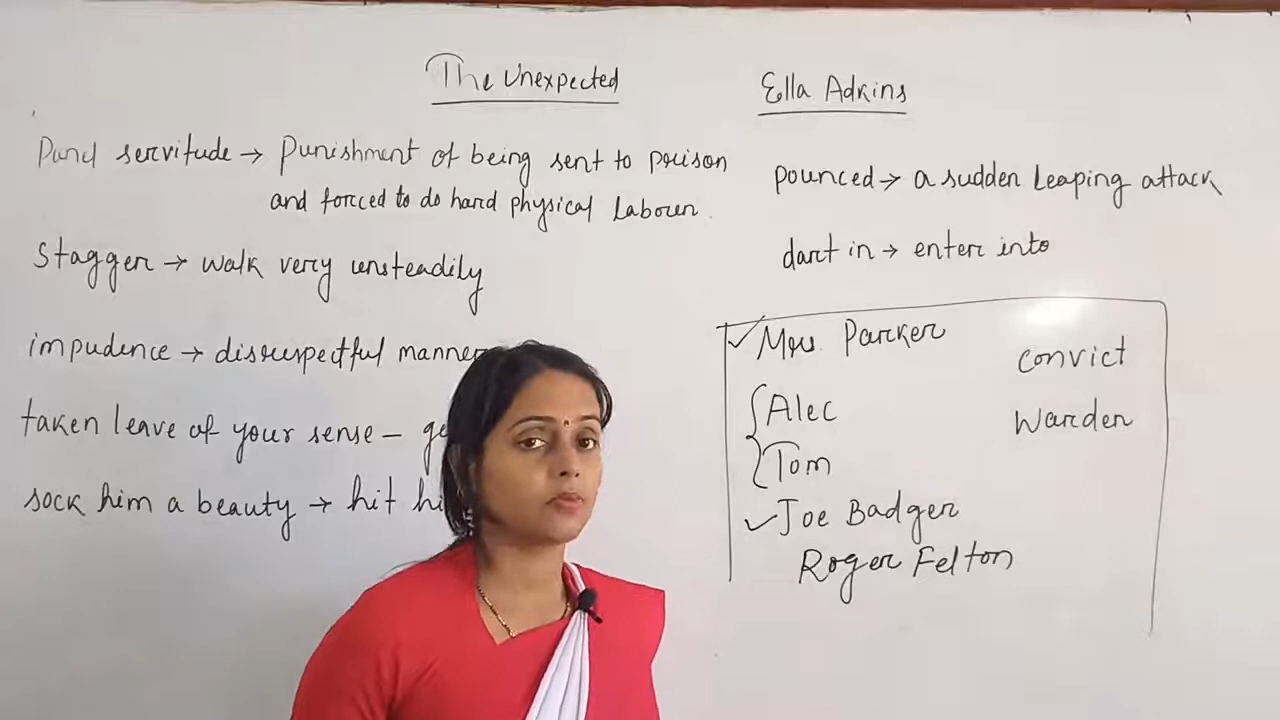 The Unexpected
Ella Adkins
servitude → Punishment of being sent to prison
and forced to do hard physical Labour.
Stagger → walk very unsteadily
impudence → disrespectful manner
taken leave of your sense –
sock him a beauty → hit
pounced → a sudden leaping attack
dart in → enter into
Mrs. Parker
Alec
Tom
Joe Badger
Roger Felton
convict
Warden